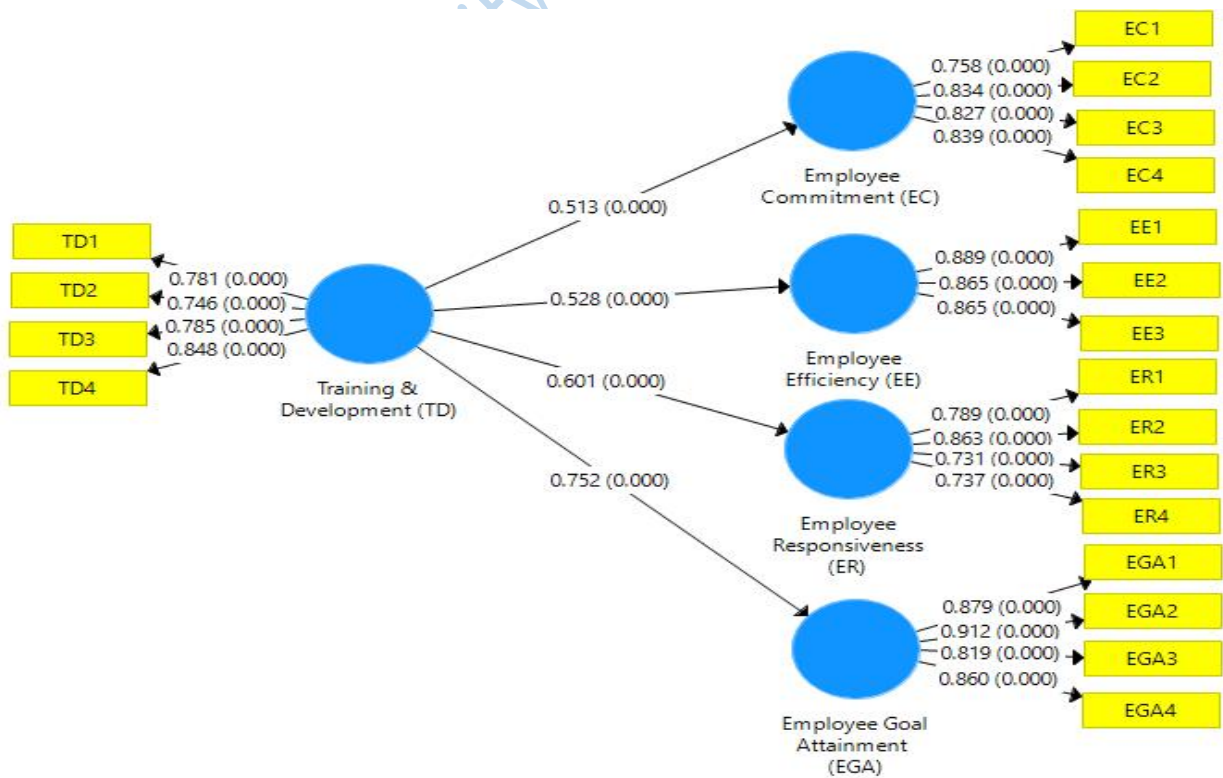 TD1
TD2
TD3
TD4
0.781 (0.000)
0.746 (0.000)
0.785 (0.000)
0.848 (0.000)
Training &
Development (TD)
0.513 (0.000)
0.528 (0.000)
0.601 (0.000)
0.752 (0.000)
Employee
Commitment (EC)
0.758 (0.000)
0.834 (0.000)
0.827 (0.000)
0.839 (0.000)
EC1
EC2
EC3
EC4
Employee
Efficiency (EE)
0.889 (0.000)
0.865 (0.000)
0.865 (0.000)
EE1
EE2
EE3
Employee
Responsiveness
(ER)
0.789 (0.000)
0.863 (0.000)
0.731 (0.000)
0.737 (0.000)
ER1
ER2
ER3
ER4
Employee Goal
Attainment
(EGA)
0.879 (0.000)
0.912 (0.000)
0.819 (0.000)
0.860 (0.000)
EGA1
EGA2
EGA3
EGA4